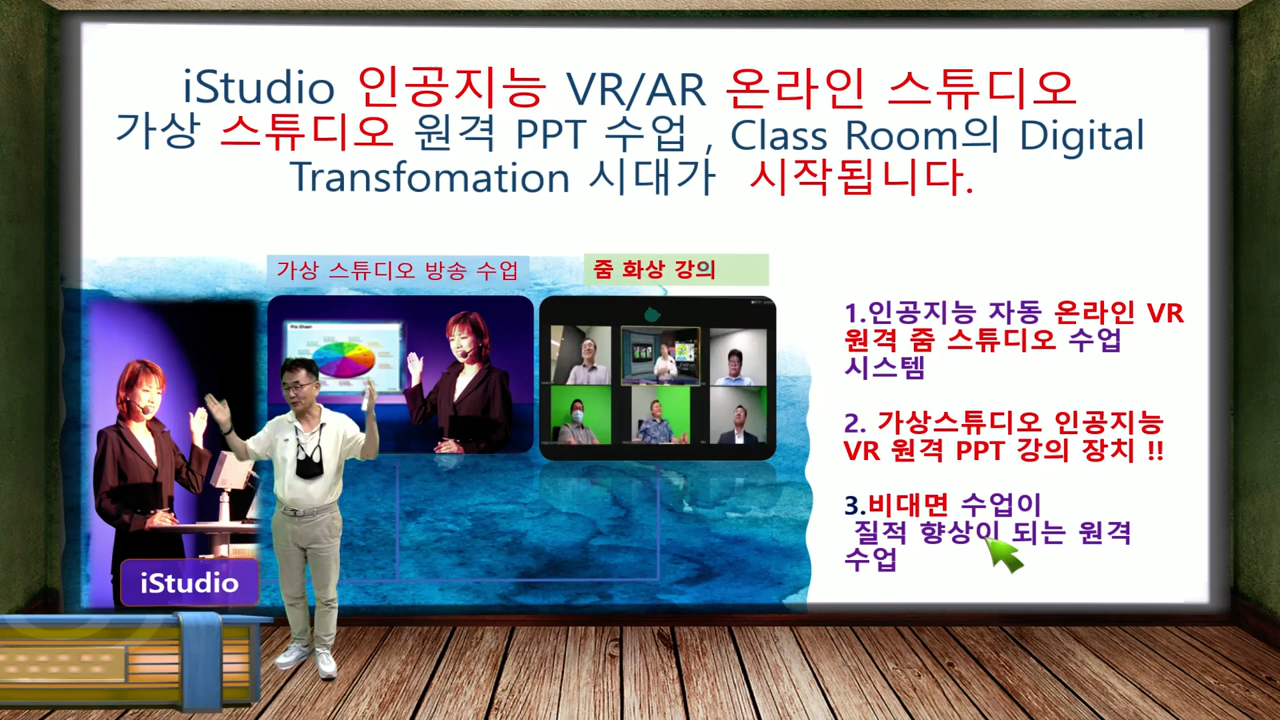 iStudio 인공지능 VR/AR 온라인 스튜디오
가상 스튜디오 원격 PPT 수업 , Class Room의 Digital
Transfomation 시대가 시작됩니다.
가상 스튜디오 방송 수업
줌 화상 강의
1.인공지능 자동 온라인 VR
원격 줌 스튜디오 수업
시스템
2. 가상스튜디오 인공지능
VR 원격 PPT 강의 장치 !!
3.비대면 수업이
질적 향상이 되는 원격
수업
iStudio